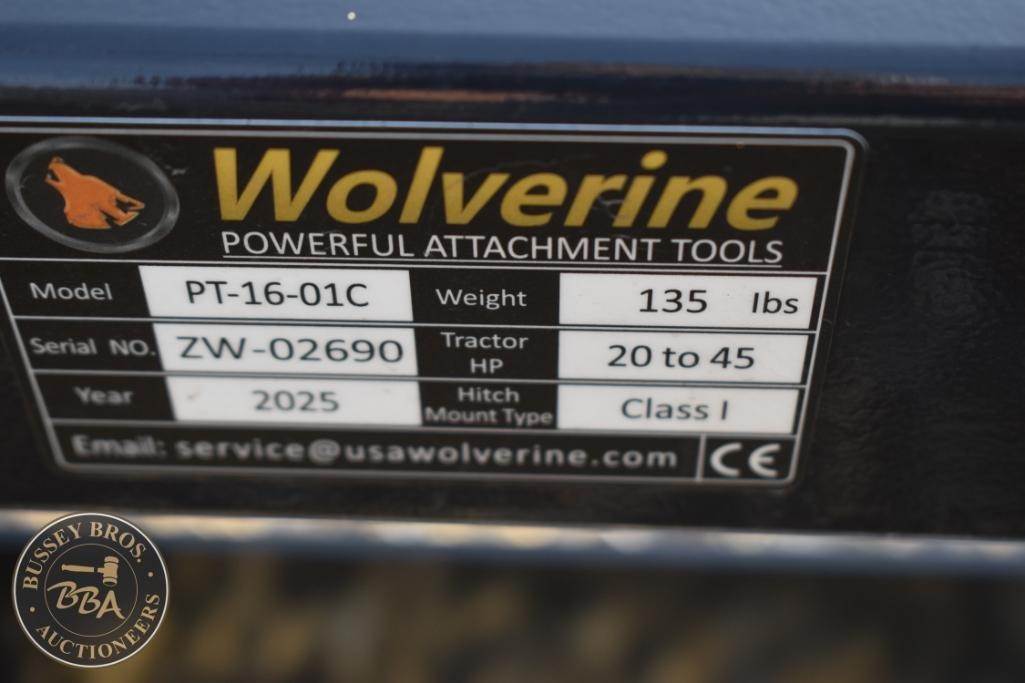 Wolverine
POWERFUL ATTACHMENT TOOLS
Model PT-16-01C Weight 135 lbs
Serial NO. ZW-02690 Tractor HP 20 to 45
Year 2025 Hitch Mount Type Class I
Email: service@usawolverine.com CE
BUSSEY BROS.
BBA
AUCTIONEERS